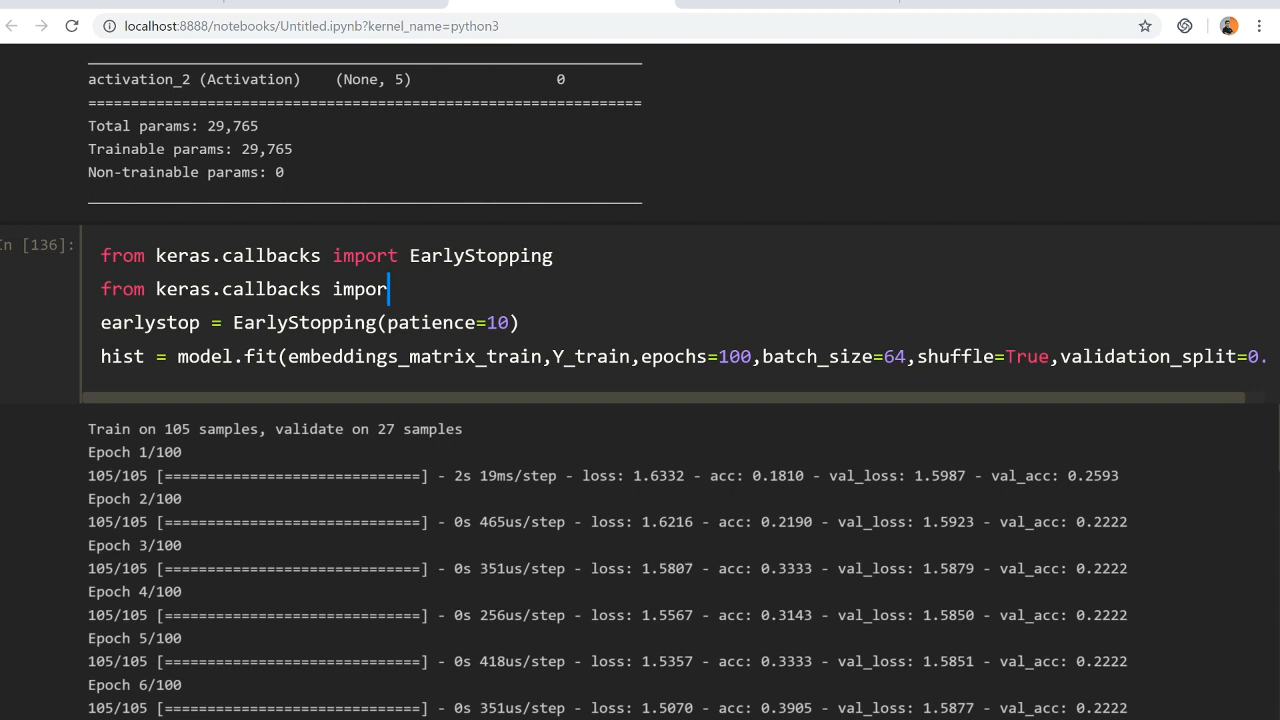 localhost:8888/notebooks/Untitled.ipynb?kernel_name=python3
activation_2 (Activation) (None, 5) 0
=================================================================
Total params: 29,765
Trainable params: 29,765
Non-trainable params: 0
In [136]:
from keras.callbacks import EarlyStopping
from keras.callbacks impor
earlystop = EarlyStopping(patience=10)
hist = model.fit(embeddings_matrix_train,Y_train,epochs=100,batch_size=64,shuffle=True,validation_split=0.
Train on 105 samples, validate on 27 samples
Epoch 1/100
105/105 [==============================] - 2s 19ms/step - loss: 1.6332 - acc: 0.1810 - val_loss: 1.5987 - val_acc: 0.2593
Epoch 2/100
105/105 [==============================] - 0s 465us/step - loss: 1.6216 - acc: 0.2190 - val_loss: 1.5923 - val_acc: 0.2222
Epoch 3/100
105/105 [==============================] - 0s 351us/step - loss: 1.5807 - acc: 0.3333 - val_loss: 1.5879 - val_acc: 0.2222
Epoch 4/100
105/105 [==============================] - 0s 256us/step - loss: 1.5567 - acc: 0.3143 - val_loss: 1.5850 - val_acc: 0.2222
Epoch 5/100
105/105 [==============================] - 0s 418us/step - loss: 1.5357 - acc: 0.3333 - val_loss: 1.5851 - val_acc: 0.2222
Epoch 6/100
105/105 [==============================] - 0s 351us/step - loss: 1.5070 - acc: 0.3905 - val_loss: 1.5877 - val_acc: 0.2222